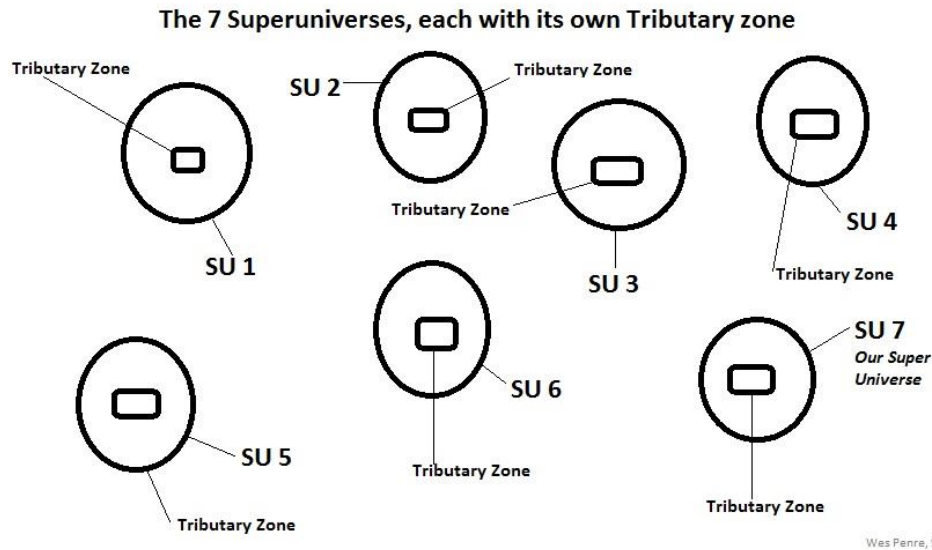 The 7 Superuniverses, each with its own Tributary zone
Tributary Zone
SU 1
SU 2
Tributary Zone
Tributary Zone
SU 3
SU 4
Tributary Zone
SU 5
Tributary Zone
SU 6
Tributary Zone
SU 7
Our Super
Universe
Tributary Zone
Wes Penre,